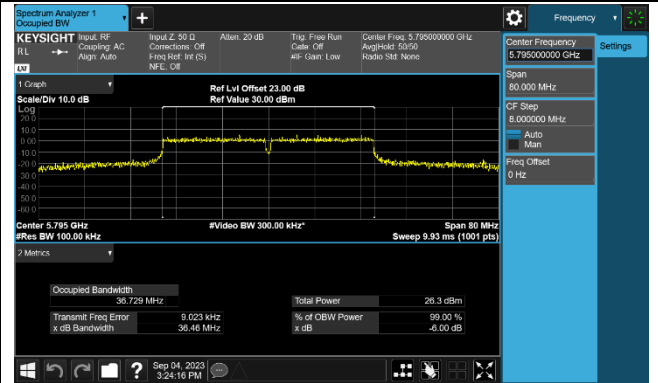 Spectrum Analyzer 1
Occupied BW
Frequency
KEYSIGHT
RL
LXI
Input: RF
Coupling: AC
Align: Auto
Input Z: 50 Ω
Corrections: Off
Freq Ref: Int (S)
NFE: Off
Atten: 20 dB
Trig: Free Run
Gate: Off
#IF Gain: Low
Center Freq: 5.795000000 GHz
Avg|Hold: 50/50
Radio Std: None
1 Graph
Scale/Div 10.0 dB
Ref Lvl Offset 23.00 dB
Ref Value 30.00 dBm
Log
20.0
10.0
0.00
-10.0
-20.0
-30.0
-40.0
-50.0
-60.0
Center 5.795 GHz
#Res BW 100.00 kHz
#Video BW 300.00 kHz*
Span 80 MHz
Sweep 9.93 ms (1001 pts)
2 Metrics
Occupied Bandwidth
36.729 MHz
Total Power 26.3 dBm
Transmit Freq Error 9.023 kHz
% of OBW Power 99.00 %
x dB Bandwidth 36.46 MHz
x dB -6.00 dB
Center Frequency
5.795000000 GHz
Settings
Span
80.000 MHz
CF Step
8.000000 MHz
Auto
Man
Freq Offset
0 Hz
?
Sep 04, 2023
3:24:16 PM